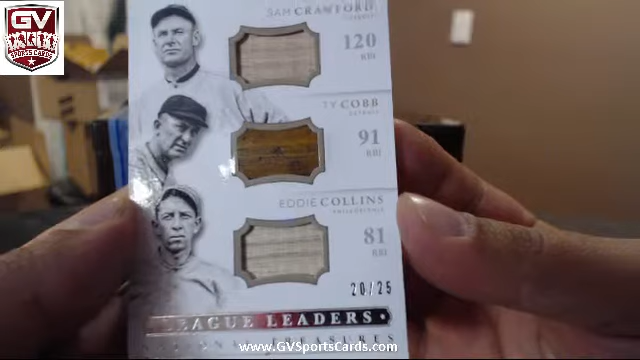 GV
SPORTS CARDS
SAM CRAWFORD
120
RBI
TY COBB
DETROIT
91
RBI
EDDIE COLLINS
PHILADELPHIA
81
RBI
20/25
LEAGUE LEADERS
www.GVSportsCards.com